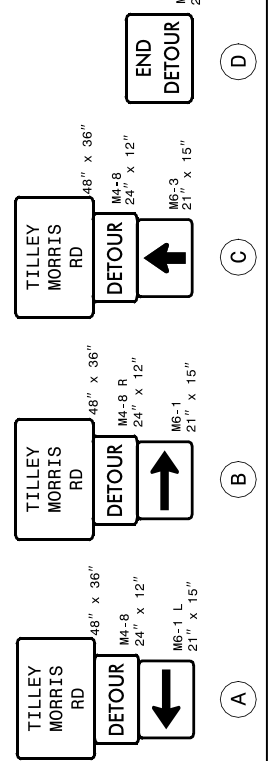 TILLEY
MORRIS
RD
48" x 36"
DETOUR
M4-8
24" x 12"
M6-1 L
21" x 15"
A
TILLEY
MORRIS
RD
48" x 36"
DETOUR
M4-8 R
24" x 12"
M6-1
21" x 15"
B
TILLEY
MORRIS
RD
48" x 36"
DETOUR
M4-8
24" x 12"
M6-3
21" x 15"
C
END
DETOUR
D